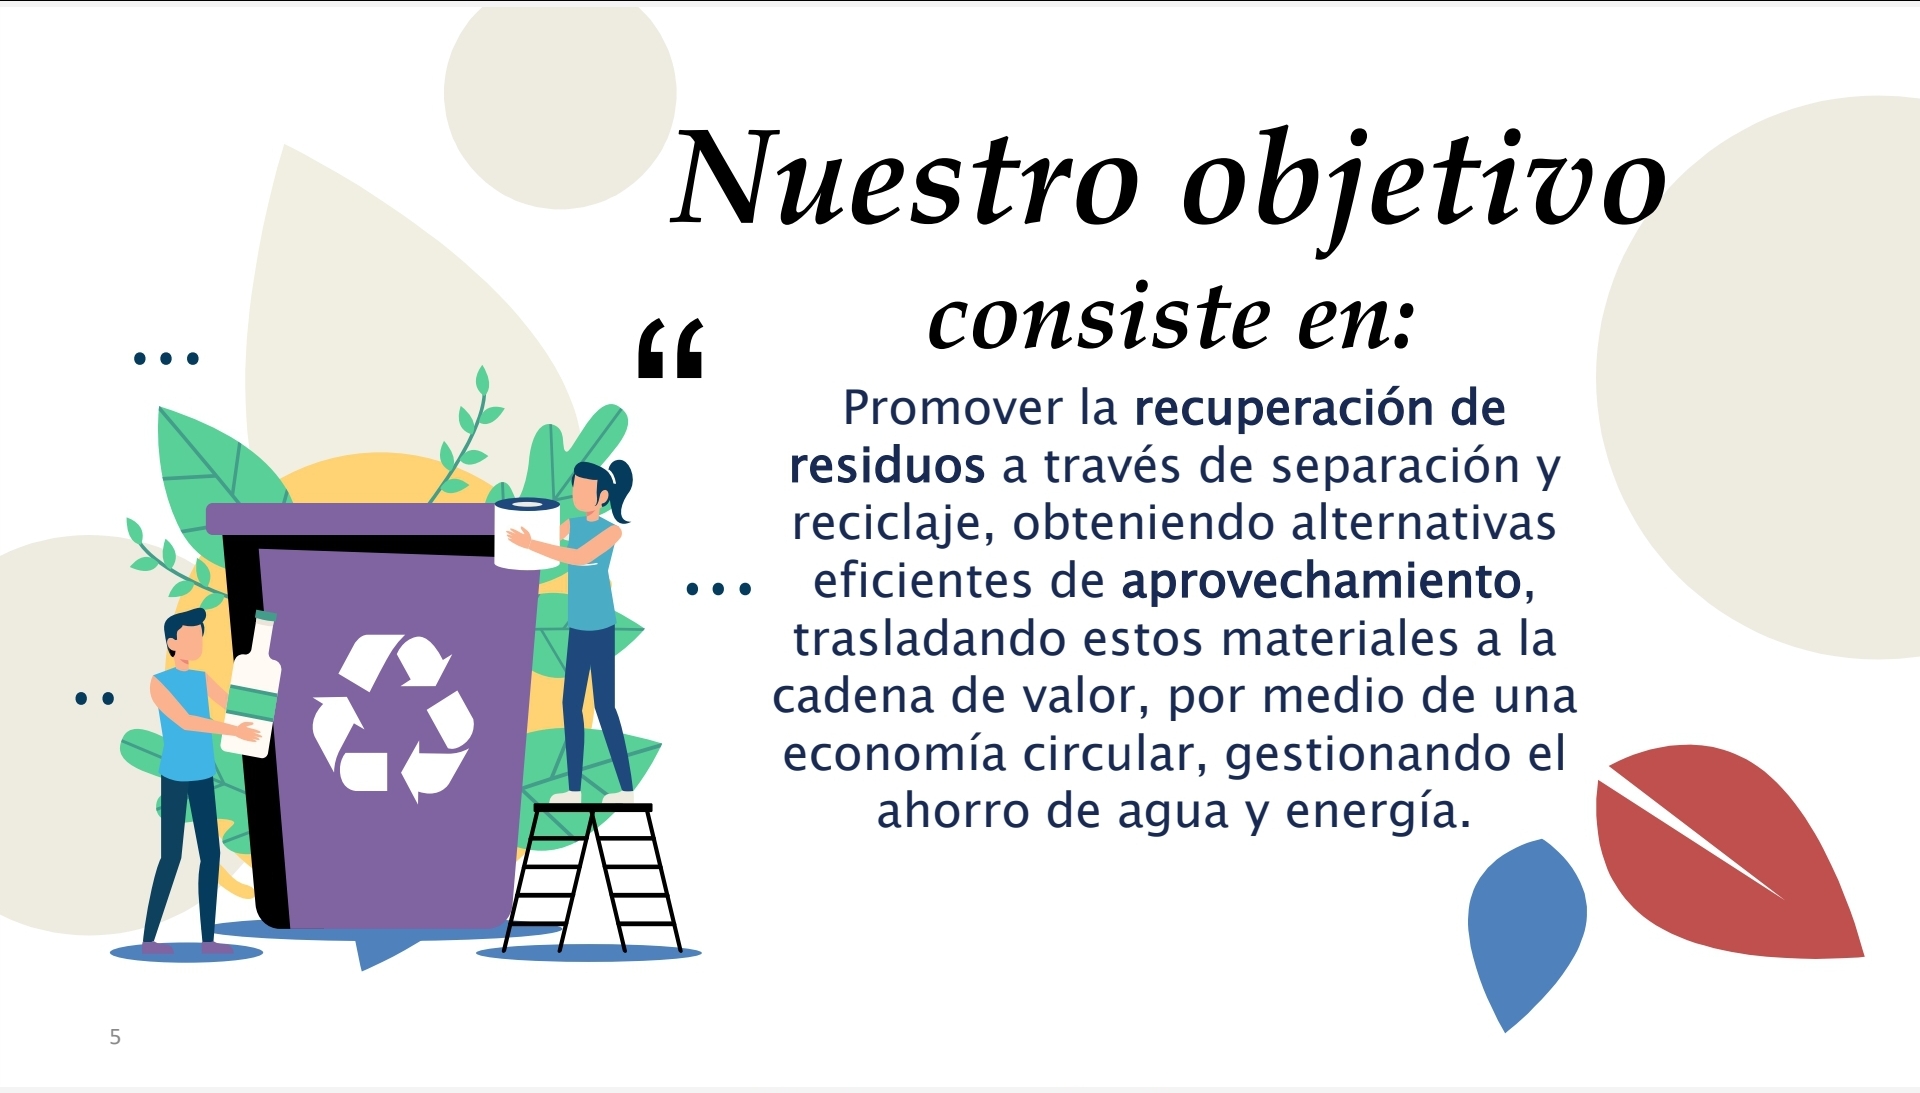 Nuestro objetivo
consiste en:
“
Promover la recuperación de
residuos a través de separación y
reciclaje, obteniendo alternativas
eficientes de aprovechamiento,
trasladando estos materiales a la
cadena de valor, por medio de una
economía circular, gestionando el
ahorro de agua y energía.
5